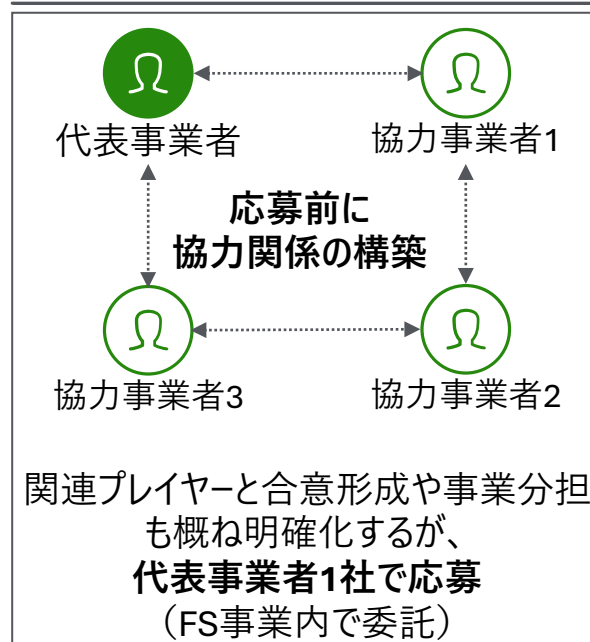 代表事業者
協力事業者1
応募前に
協力関係の構築
協力事業者3
協力事業者2
関連プレイヤーと合意形成や事業分担
も概ね明確化するが、
代表事業者1社で応募
（FS事業内で委託）